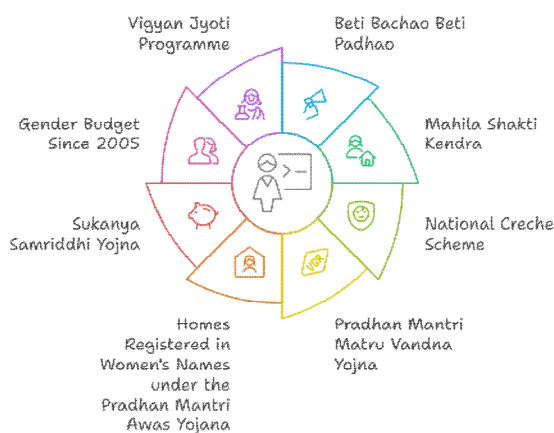 Vigyan Jyoti
Programme
Beti Bachao Beti
Padhao
Gender Budget
Since 2005
Mahila Shakti
Kendra
Sukanya
Samriddhi Yojna
National Creche
Scheme
VGR
Homes
Registered in
Women's Names
under the
Pradhan Mantri
Awas Yojana
Pradhan Mantri
Matru Vandna
Yojna